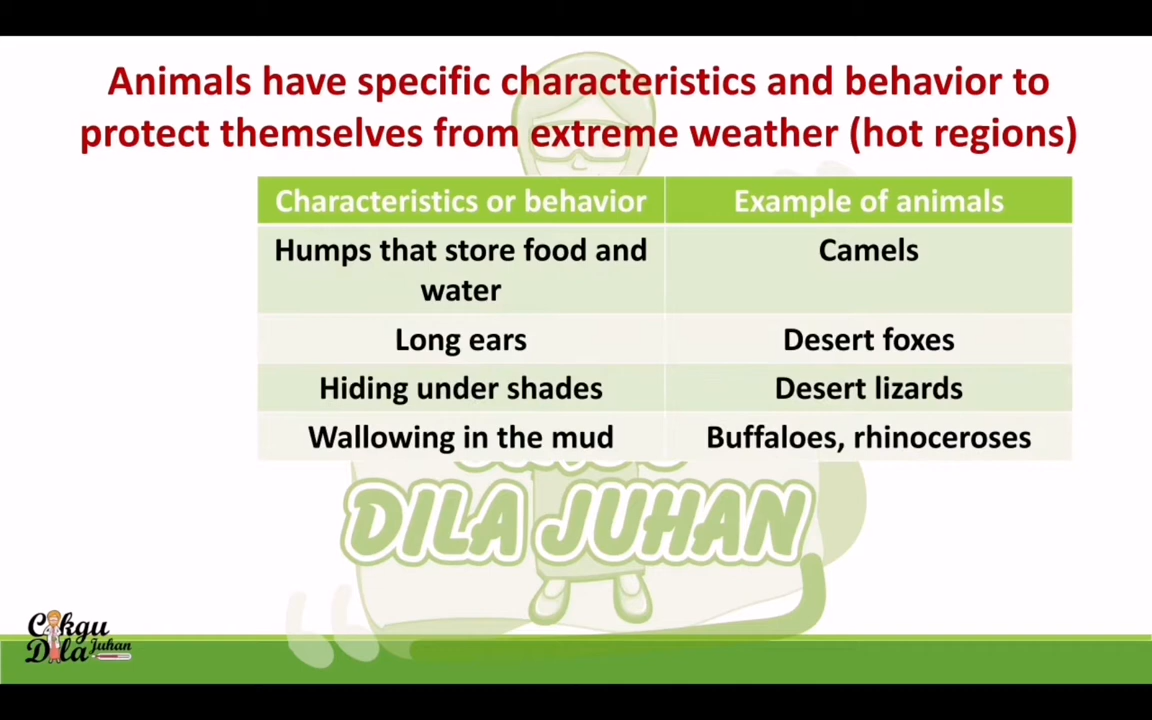 Animals have specific characteristics and behavior to
protect themselves from extreme weather (hot regions)
Characteristics or behavior
Example of animals
Humps that store food and
water
Camels
Long ears
Desert foxes
Hiding under shades
Desert lizards
Wallowing in the mud
Buffaloes, rhinoceroses
DILA JUHAN
Cikgu
Dila Juhan